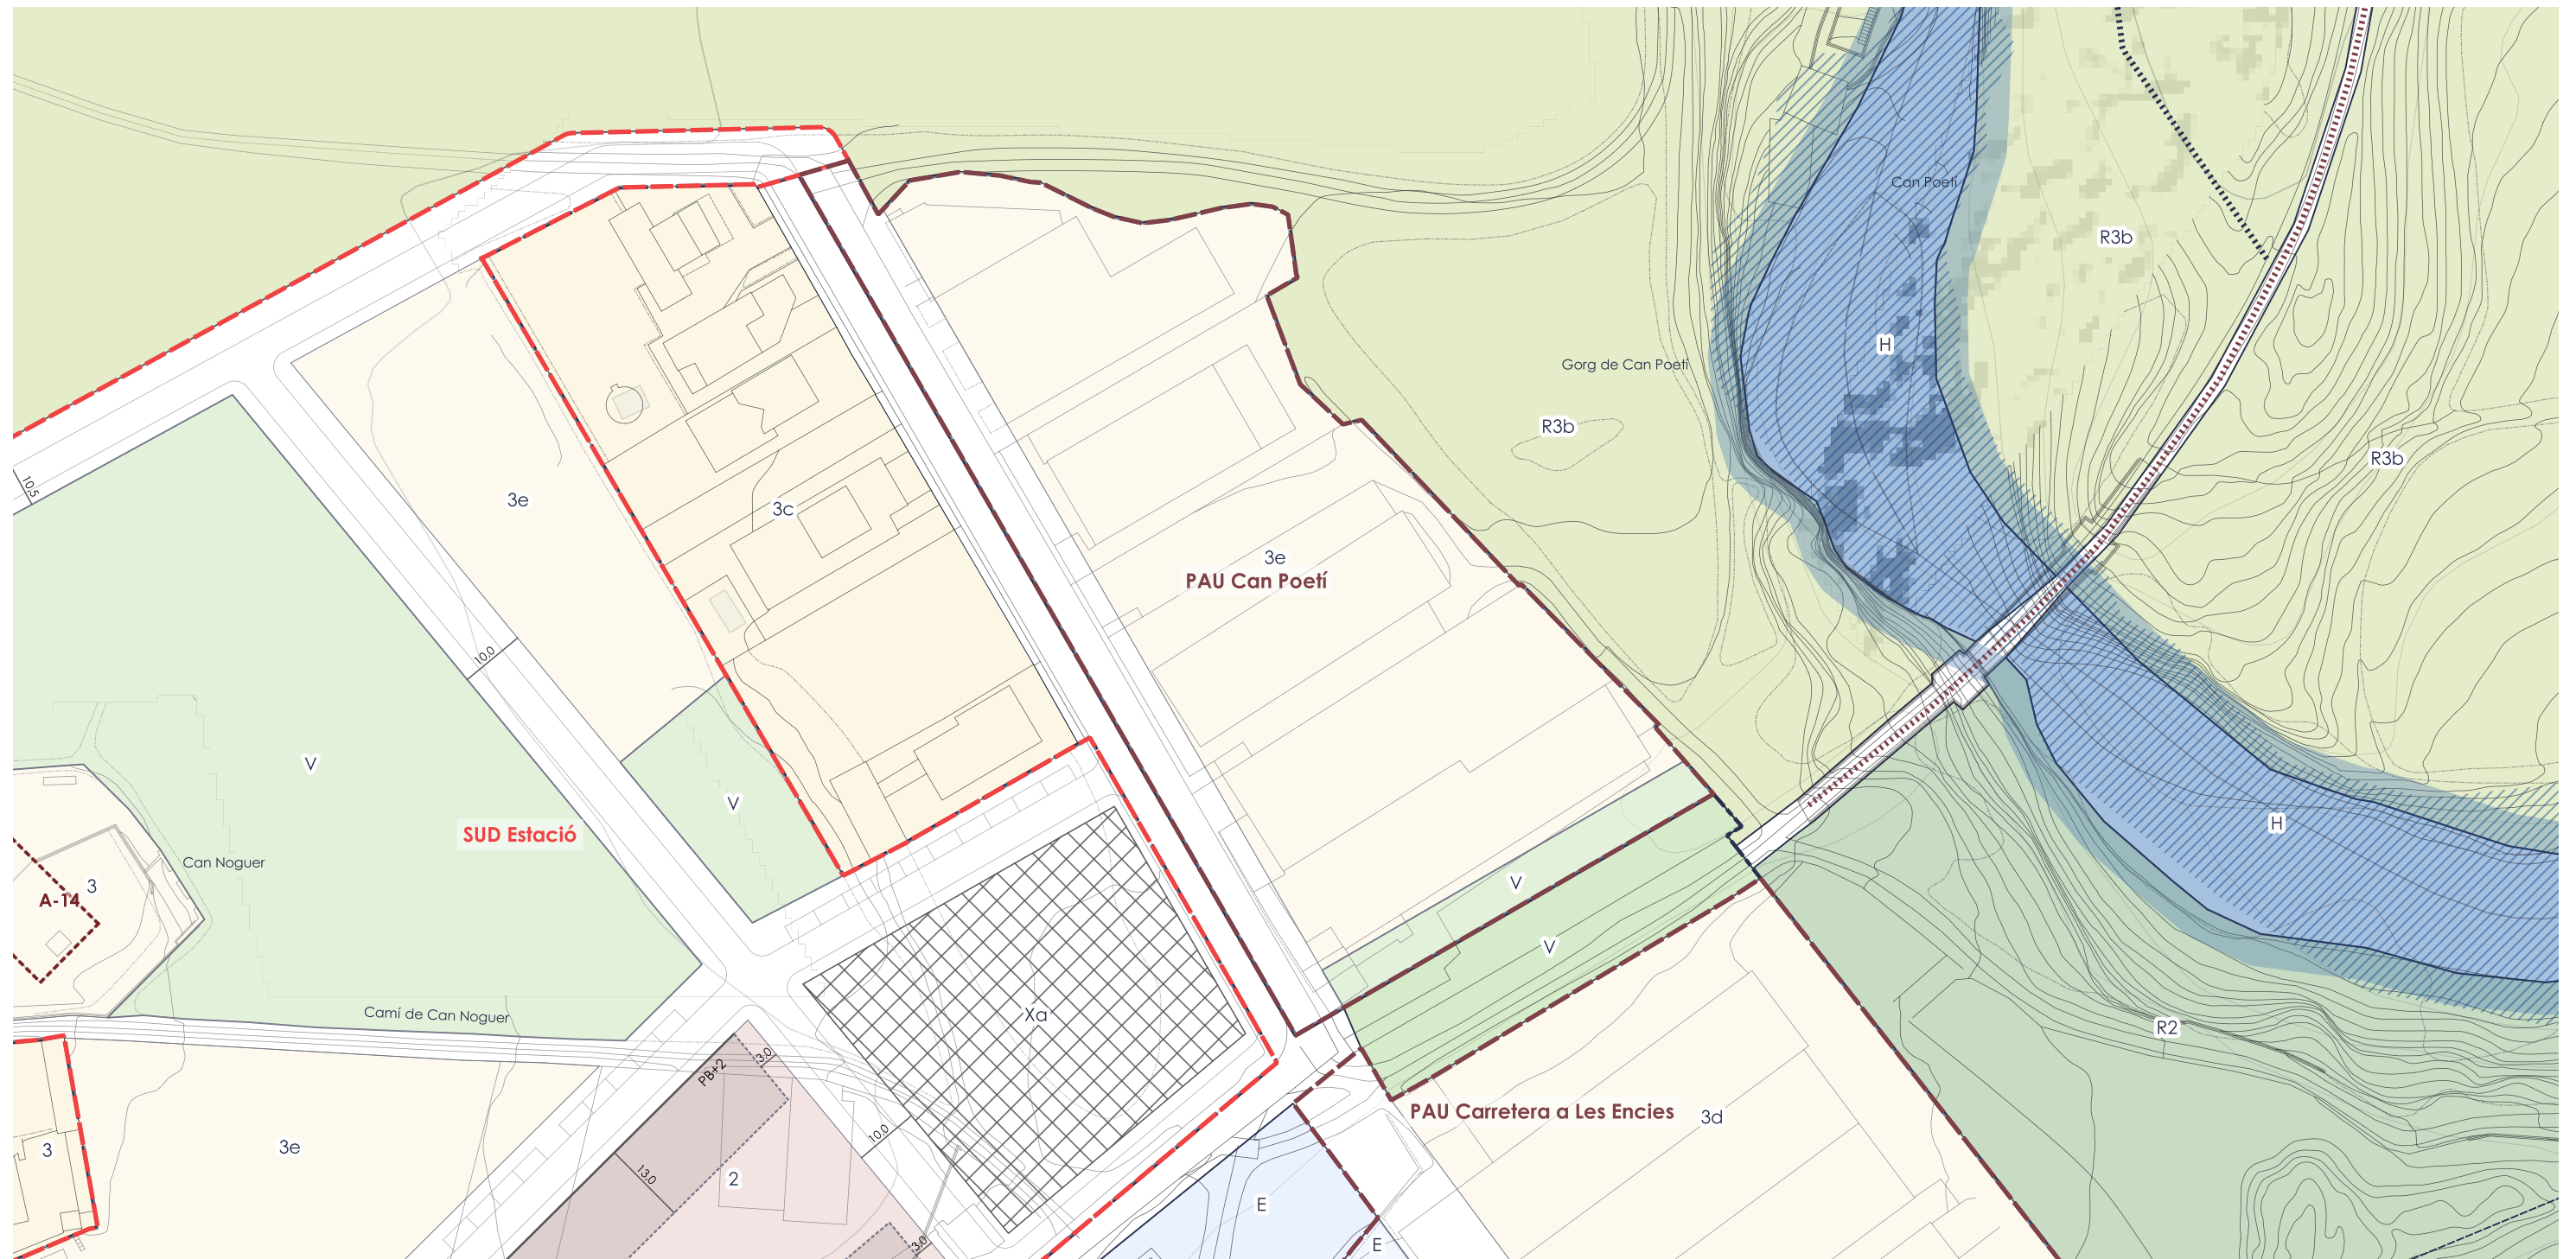 Can Poetí
R3b
H
Gorg de Can Poetí
R3b
R3b
10,5
3e
3c
3e
PAU Can Poetí
10,0
V
V
SUD Estació
H
Can Noguer
3
A-14
V
V
Camí de Can Noguer
Xa
R2
3,0
PB+2
PAU Carretera a Les Encies
3d
10,0
3e
3
13,0
2
E
3,0
E